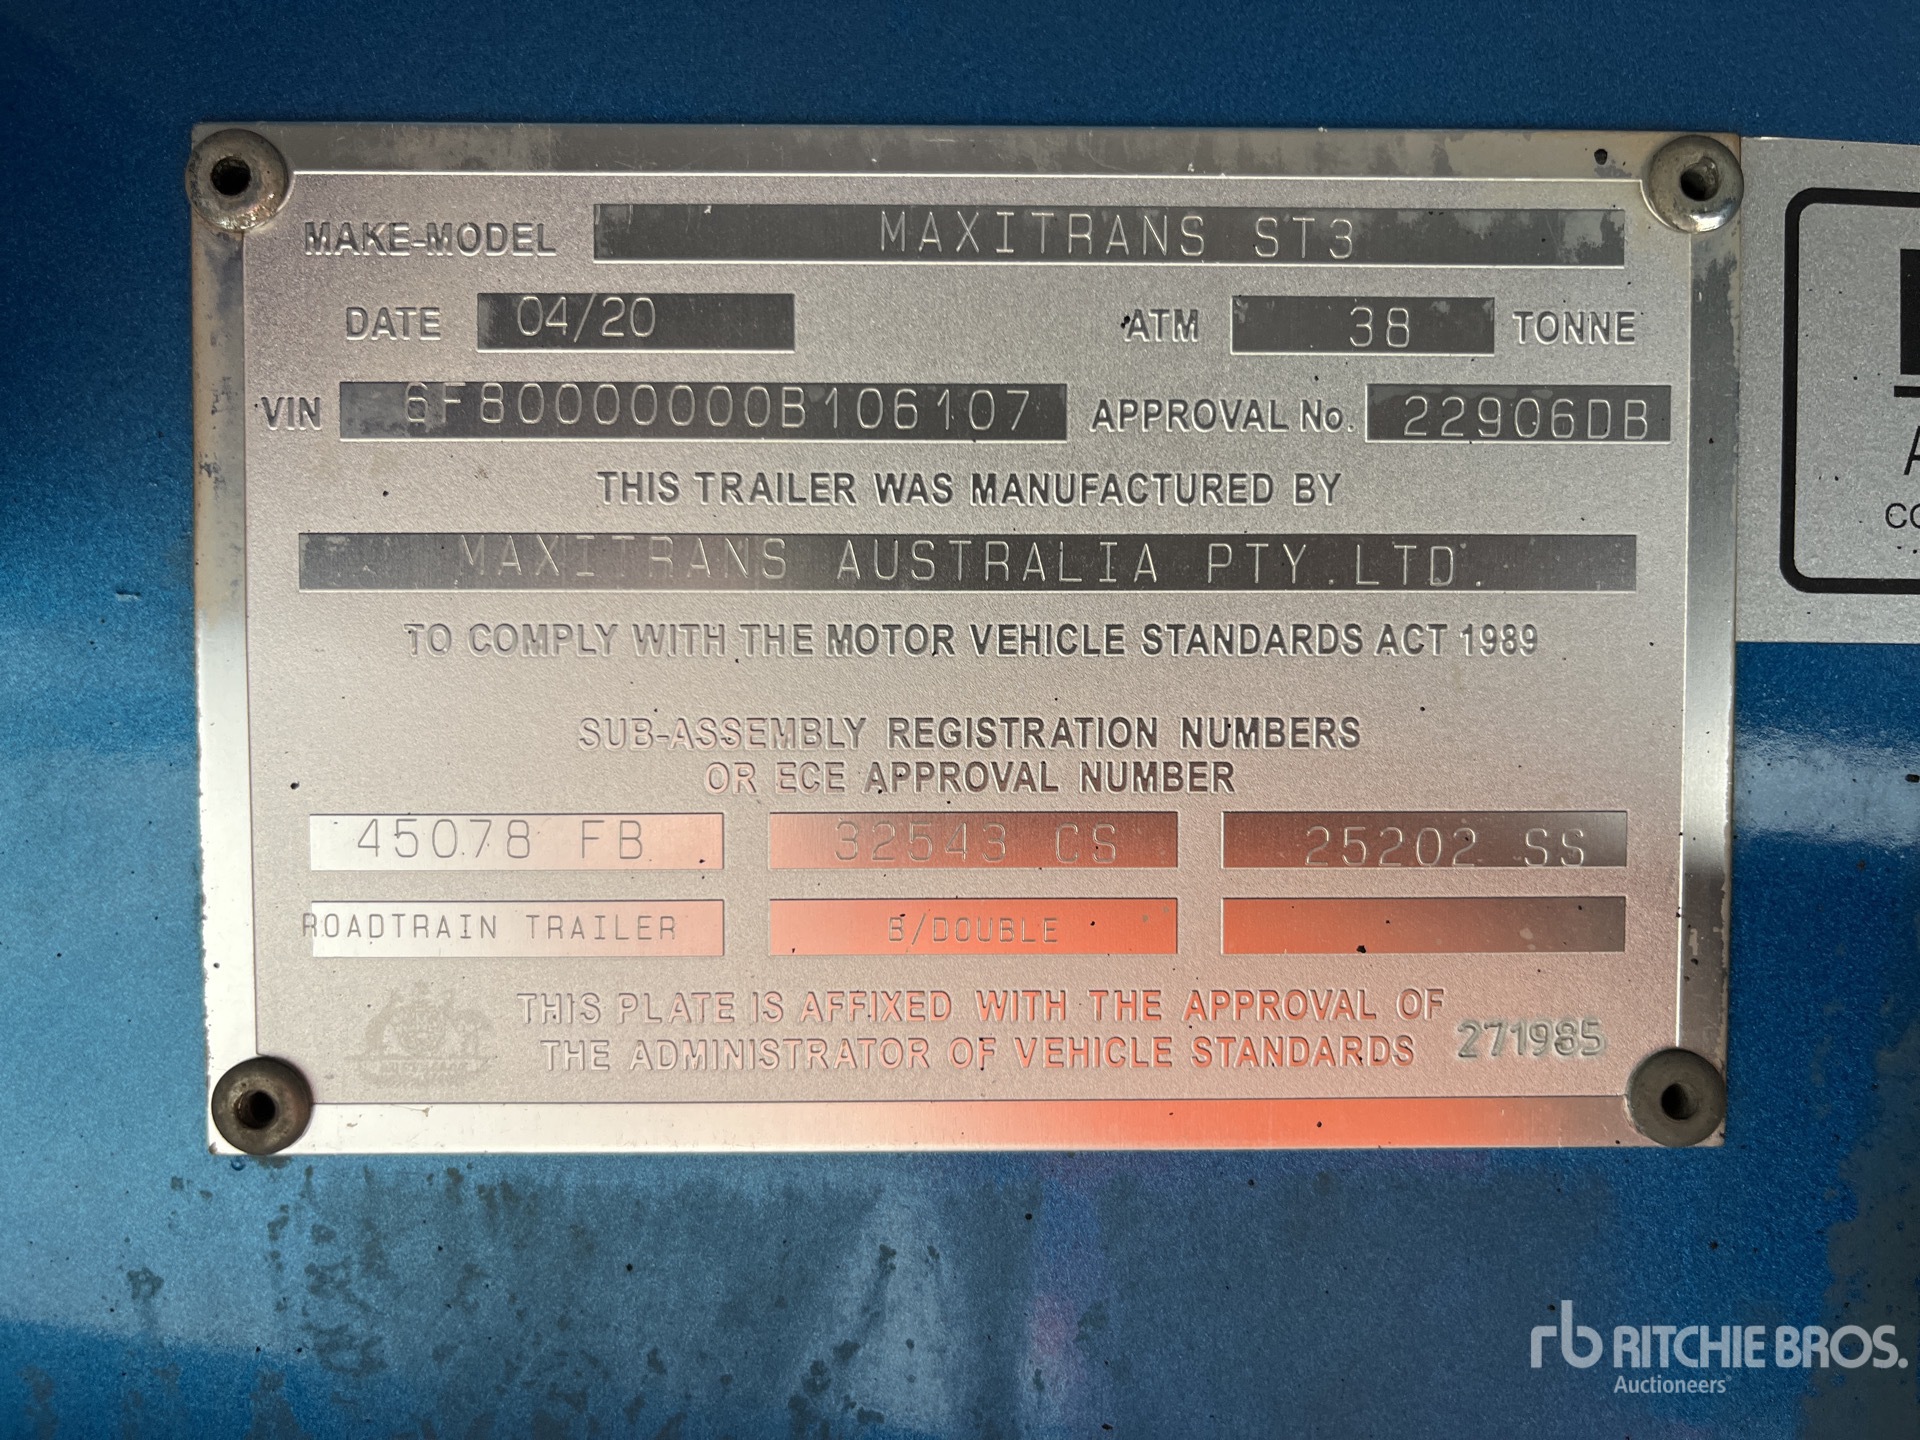 MAKE-MODEL MAXITRANS ST3
DATE 04/20 ATM 38 TONNE
VIN 6F80000000B106107 APPROVAL No. 22906DB
THIS TRAILER WAS MANUFACTURED BY
MAXITRANS AUSTRALIA PTY.LTD.
TO COMPLY WITH THE MOTOR VEHICLE STANDARDS ACT 1989
SUB-ASSEMBLY REGISTRATION NUMBERS
OR ECE APPROVAL NUMBER
45078 FB 32543 CS 25202 SS
ROADTRAIN TRAILER B/DOUBLE
THIS PLATE IS AFFIXED WITH THE APPROVAL OF
THE ADMINISTRATOR OF VEHICLE STANDARDS 271985
rb RITCHIE BROS.
Auctioneers